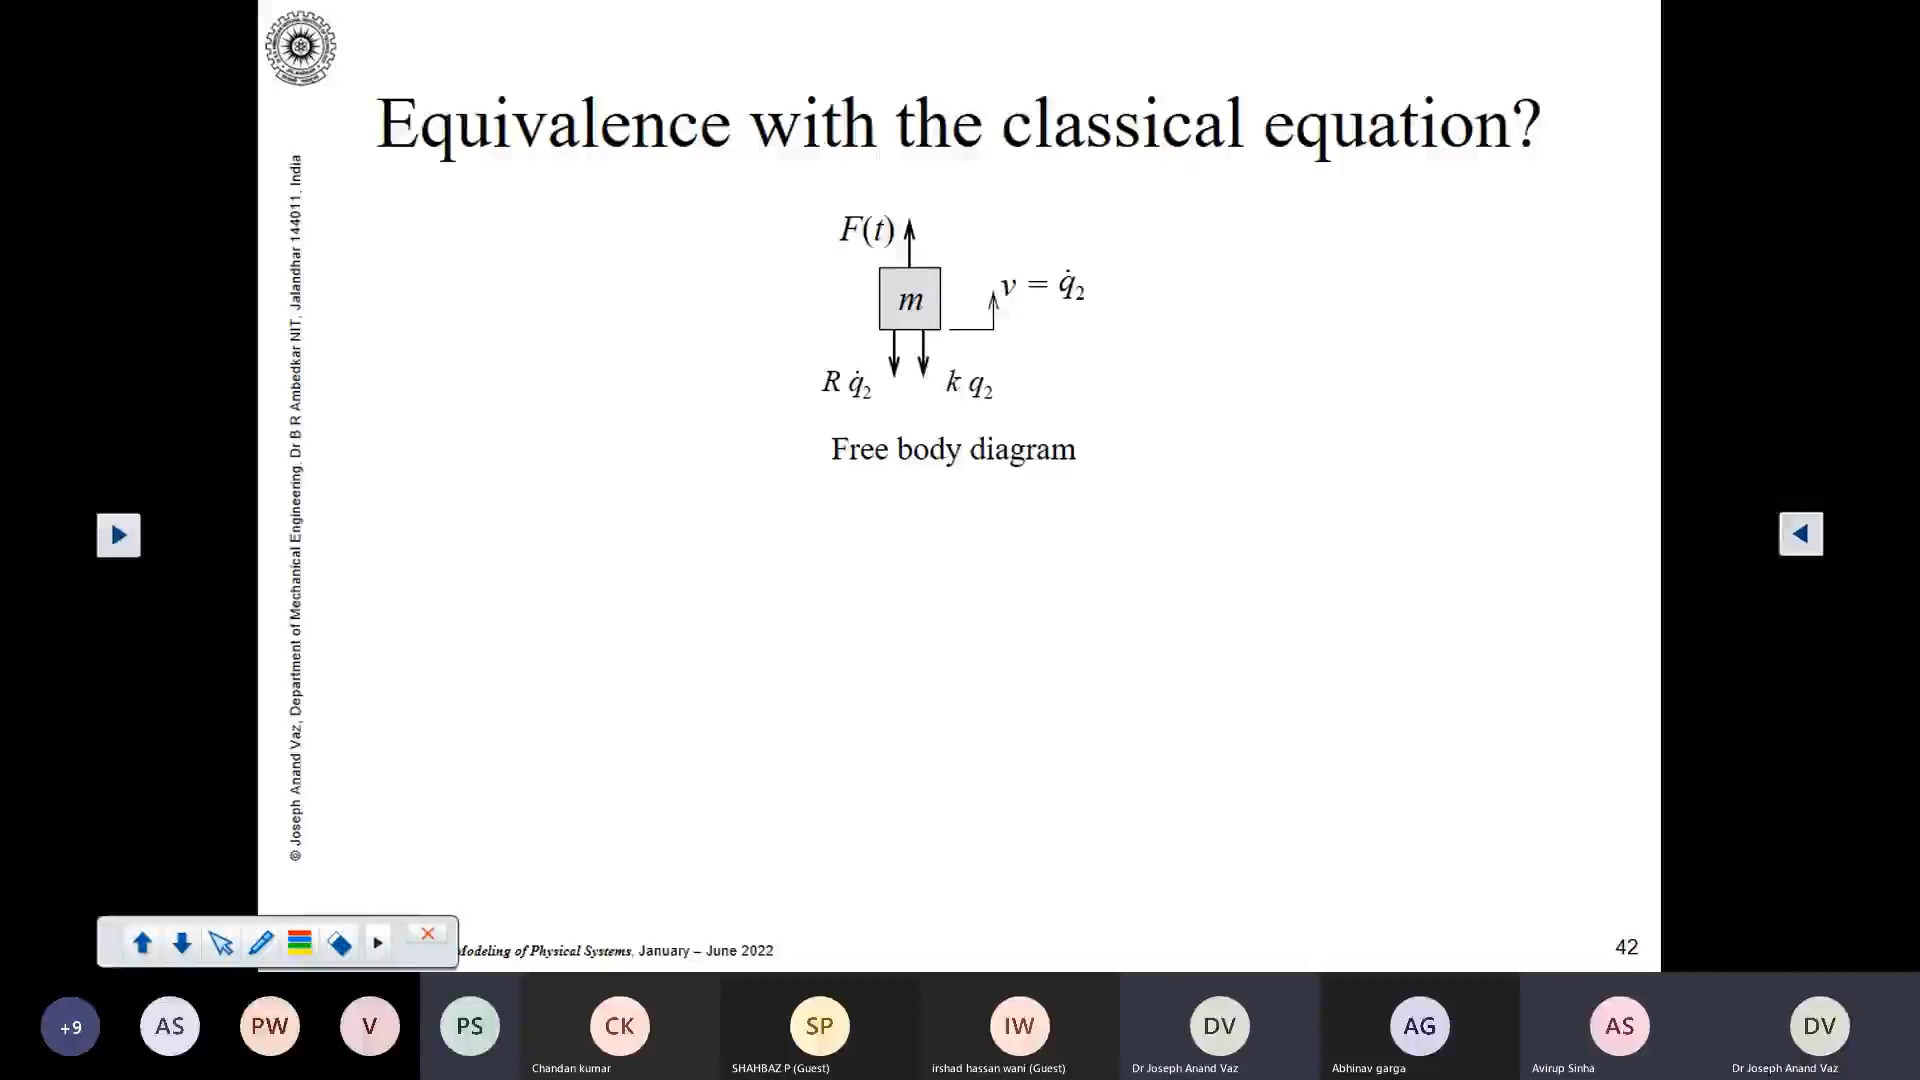 Equivalence with the classical equation?
© Joseph Anand Vaz, Department of Mechanical Engineering, Dr B R Ambedkar NIT, Jalandhar 144011, India
F(t)
m
v = q̇₂
R q̇₂
k q₂
Free body diagram
Modeling of Physical Systems, January – June 2022
42
+9
AS
PW
V
PS
CK
SP
IW
DV
AG
AS
DV
Chandan kumar
SHAHBAZ P (Guest)
irshad hassan wani (Guest)
Dr Joseph Anand Vaz
Abhinav garga
Avirup Sinha
Dr Joseph Anand Vaz